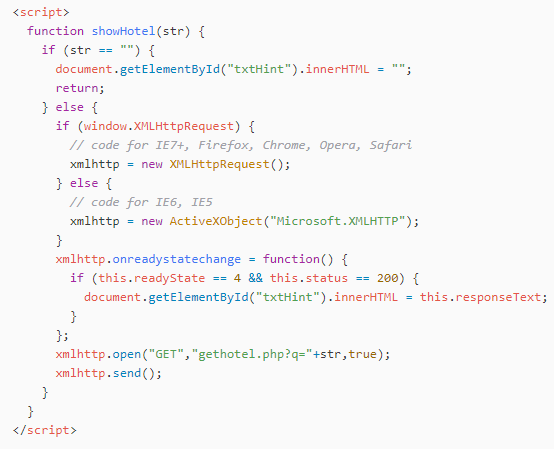 <script>
  function showHotel(str) {
    if (str == "") {
      document.getElementById("txtHint").innerHTML = "";
      return;
    } else {
      if (window.XMLHttpRequest) {
        // code for IE7+, Firefox, Chrome, Opera, Safari
        xmlhttp = new XMLHttpRequest();
      } else {
        // code for IE6, IE5
        xmlhttp = new ActiveXObject("Microsoft.XMLHTTP");
      }
      xmlhttp.onreadystatechange = function() {
        if (this.readyState == 4 && this.status == 200) {
          document.getElementById("txtHint").innerHTML = this.responseText;
        }
      };
      xmlhttp.open("GET","gethotel.php?q="+str,true);
      xmlhttp.send();
    }
  }
</script>